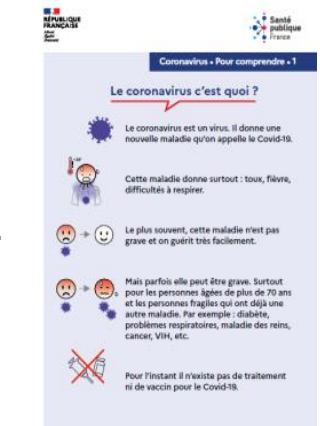 RÉPUBLIQUE
FRANÇAISE
Liberté
Égalité
Fraternité
Santé
publique
France
Coronavirus • Pour comprendre • 1
Le coronavirus c'est quoi ?
Le coronavirus est un virus. Il donne une
nouvelle maladie qu'on appelle le Covid-19.
Cette maladie donne surtout : toux, fièvre,
difficultés à respirer.
Le plus souvent, cette maladie n'est pas
grave et on guérit très facilement.
Mais parfois elle peut être grave. Surtout
pour les personnes âgées de plus de 70 ans
et les personnes fragiles qui ont déjà une
autre maladie. Par exemple : diabète,
problèmes respiratoires, maladie des reins,
cancer, VIH, etc.
Pour l'instant il n'existe pas de traitement
ni de vaccin pour le Covid-19.